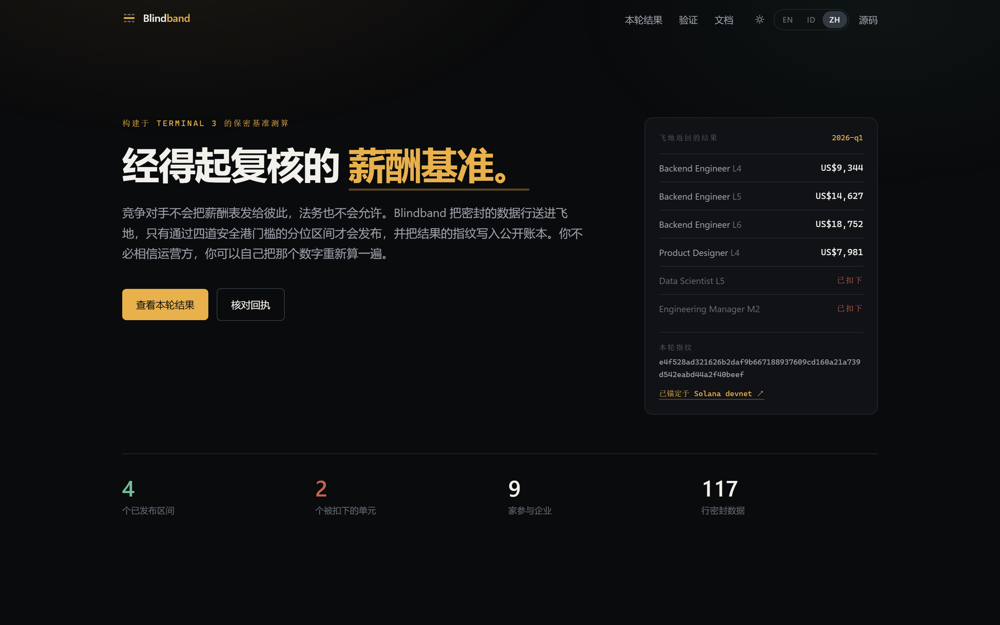 Blindband
本轮结果
验证
文档
EN
ID
ZH
源码
构建于 TERMINAL 3 的保密基准测算
经得起复核的 薪酬基准。
竞争对手不会把薪酬表发给彼此，法务也不会允许。Blindband 把密封的数据行送进飞
地，只有通过四道安全港门槛的分位区间才会发布，并把结果的指纹写入公开账本。你不
必相信运营方，你可以自己把那个数字重新算一遍。
查看本轮结果
核对回执
飞地返回的结果 2026-q1
Backend Engineer L4 US$9,344
Backend Engineer L5 US$14,627
Backend Engineer L6 US$18,752
Product Designer L4 US$7,981
Data Scientist L5 已扣下
Engineering Manager M2 已扣下
本轮指纹
e4f528ad321626b2daf9b667188937609cd160a21a739
d542eabd44a2f40beef
已锚定于 Solana devnet ↗
4
个已发布区间
2
个被扣下的单元
9
家参与企业
117
行密封数据